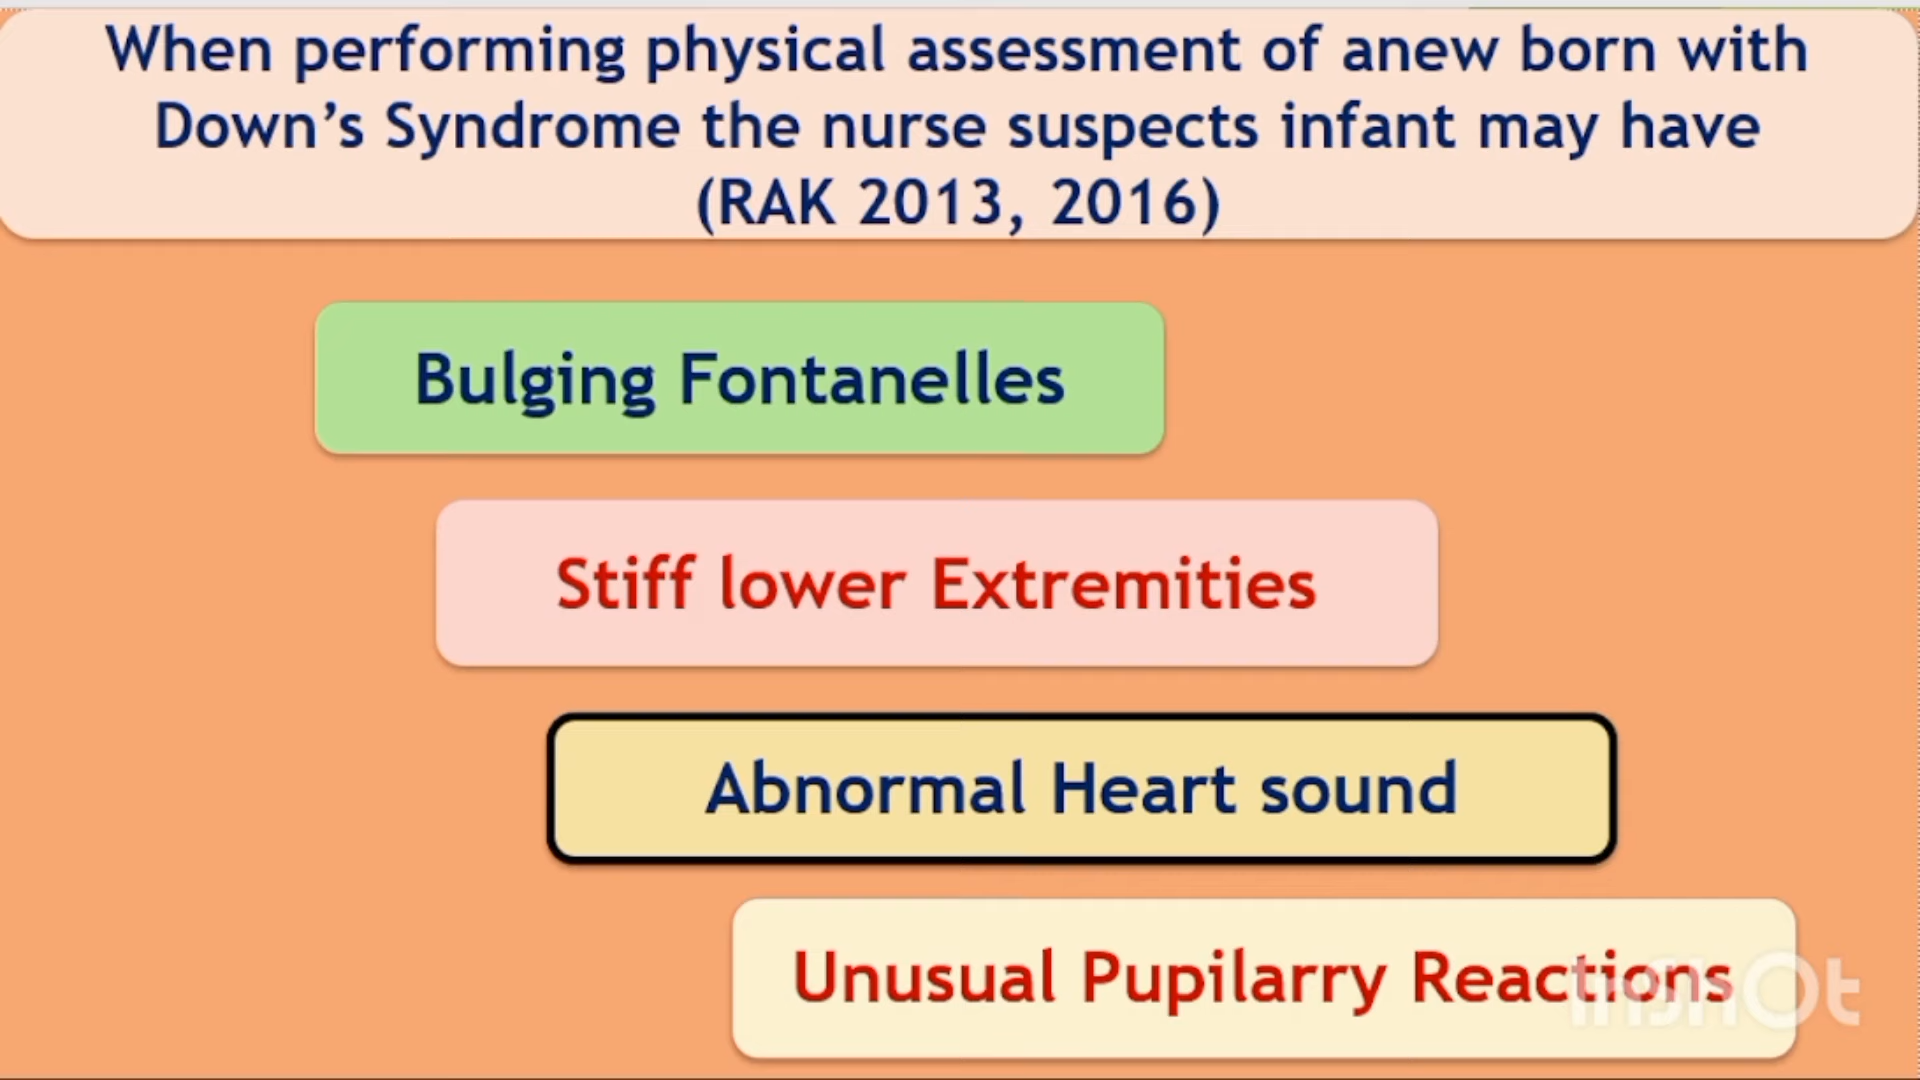 When performing physical assessment of anew born with
Down’s Syndrome the nurse suspects infant may have
(RAK 2013, 2016)
Bulging Fontanelles
Stiff lower Extremities
Abnormal Heart sound
Unusual Pupilarry Reactions
InShOt